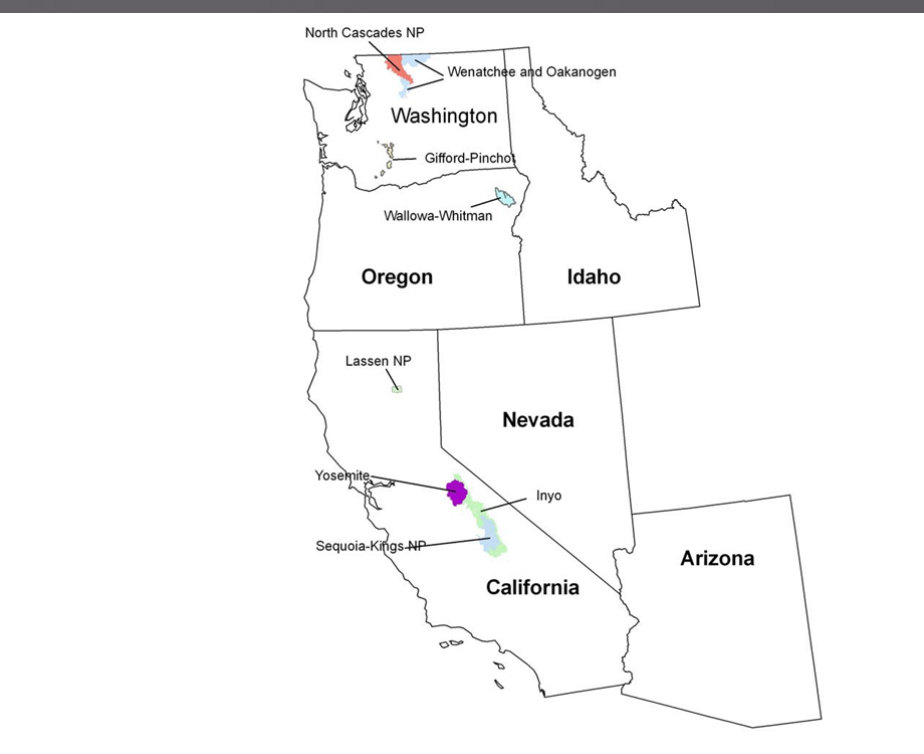 North Cascades NP
Wenatchee and Oakanogen
Washington
Gifford-Pinchot
Wallowa-Whitman
Oregon
Idaho
Lassen NP
Nevada
Yosemite
Inyo
Sequoia-Kings NP
Arizona
California